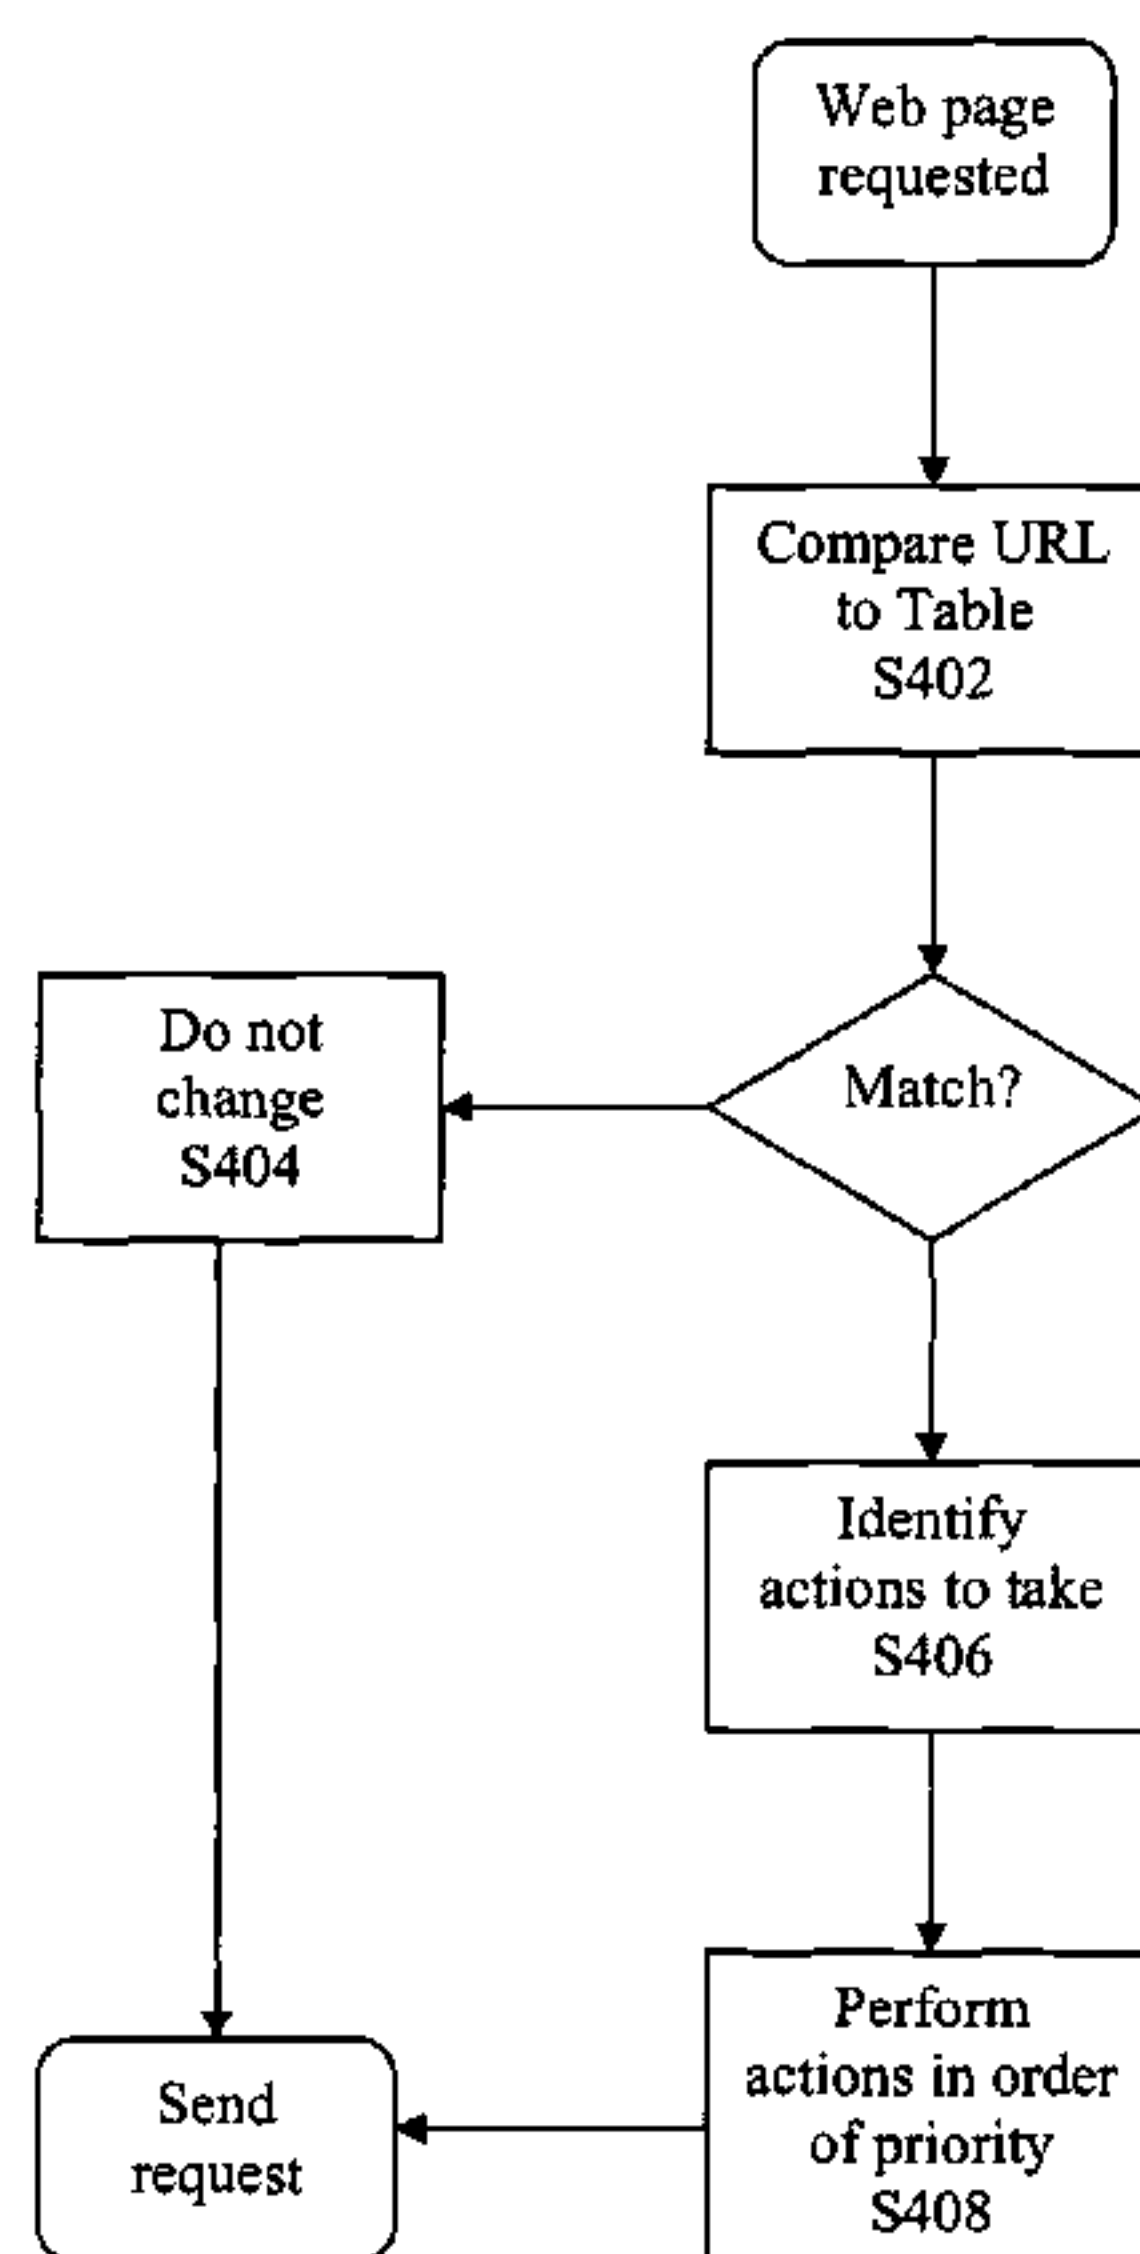 Web page
requested
Compare URL
to Table
S402
Do not
change
S404
Match?
Identify
actions to take
S406
Perform
actions in order
of priority
S408
Send
request